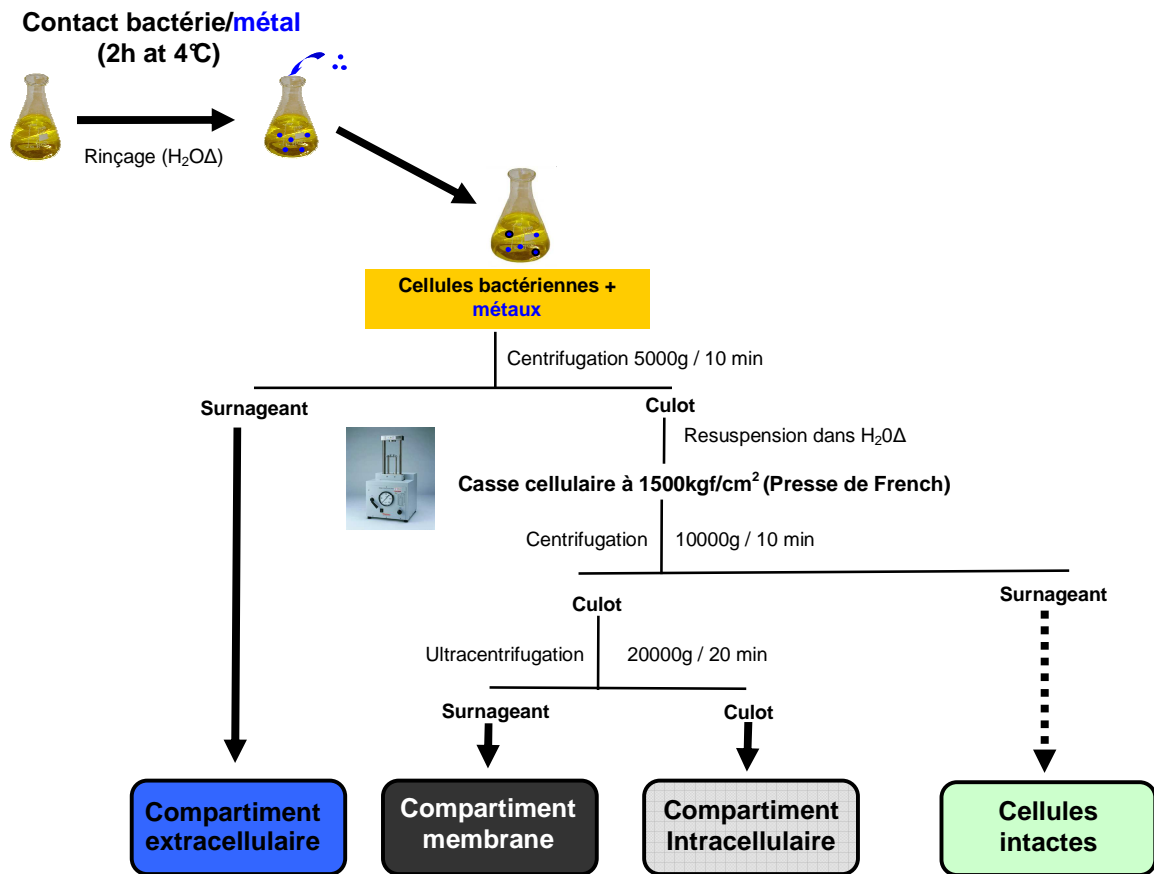 Contact bactérie/métal
(2h at 4℃)
Rinçage (H₂OΔ)
Cellules bactériennes +
métaux
Centrifugation 5000g / 10 min
Surnageant
Culot
Resuspension dans H₂0Δ
Casse cellulaire à 1500kgf/cm² (Presse de French)
Centrifugation
10000g / 10 min
Culot
Surnageant
Ultracentrifugation
20000g / 20 min
Surnageant
Culot
Compartiment
extracellulaire
Compartiment
membrane
Compartiment
Intracellulaire
Cellules
intactes